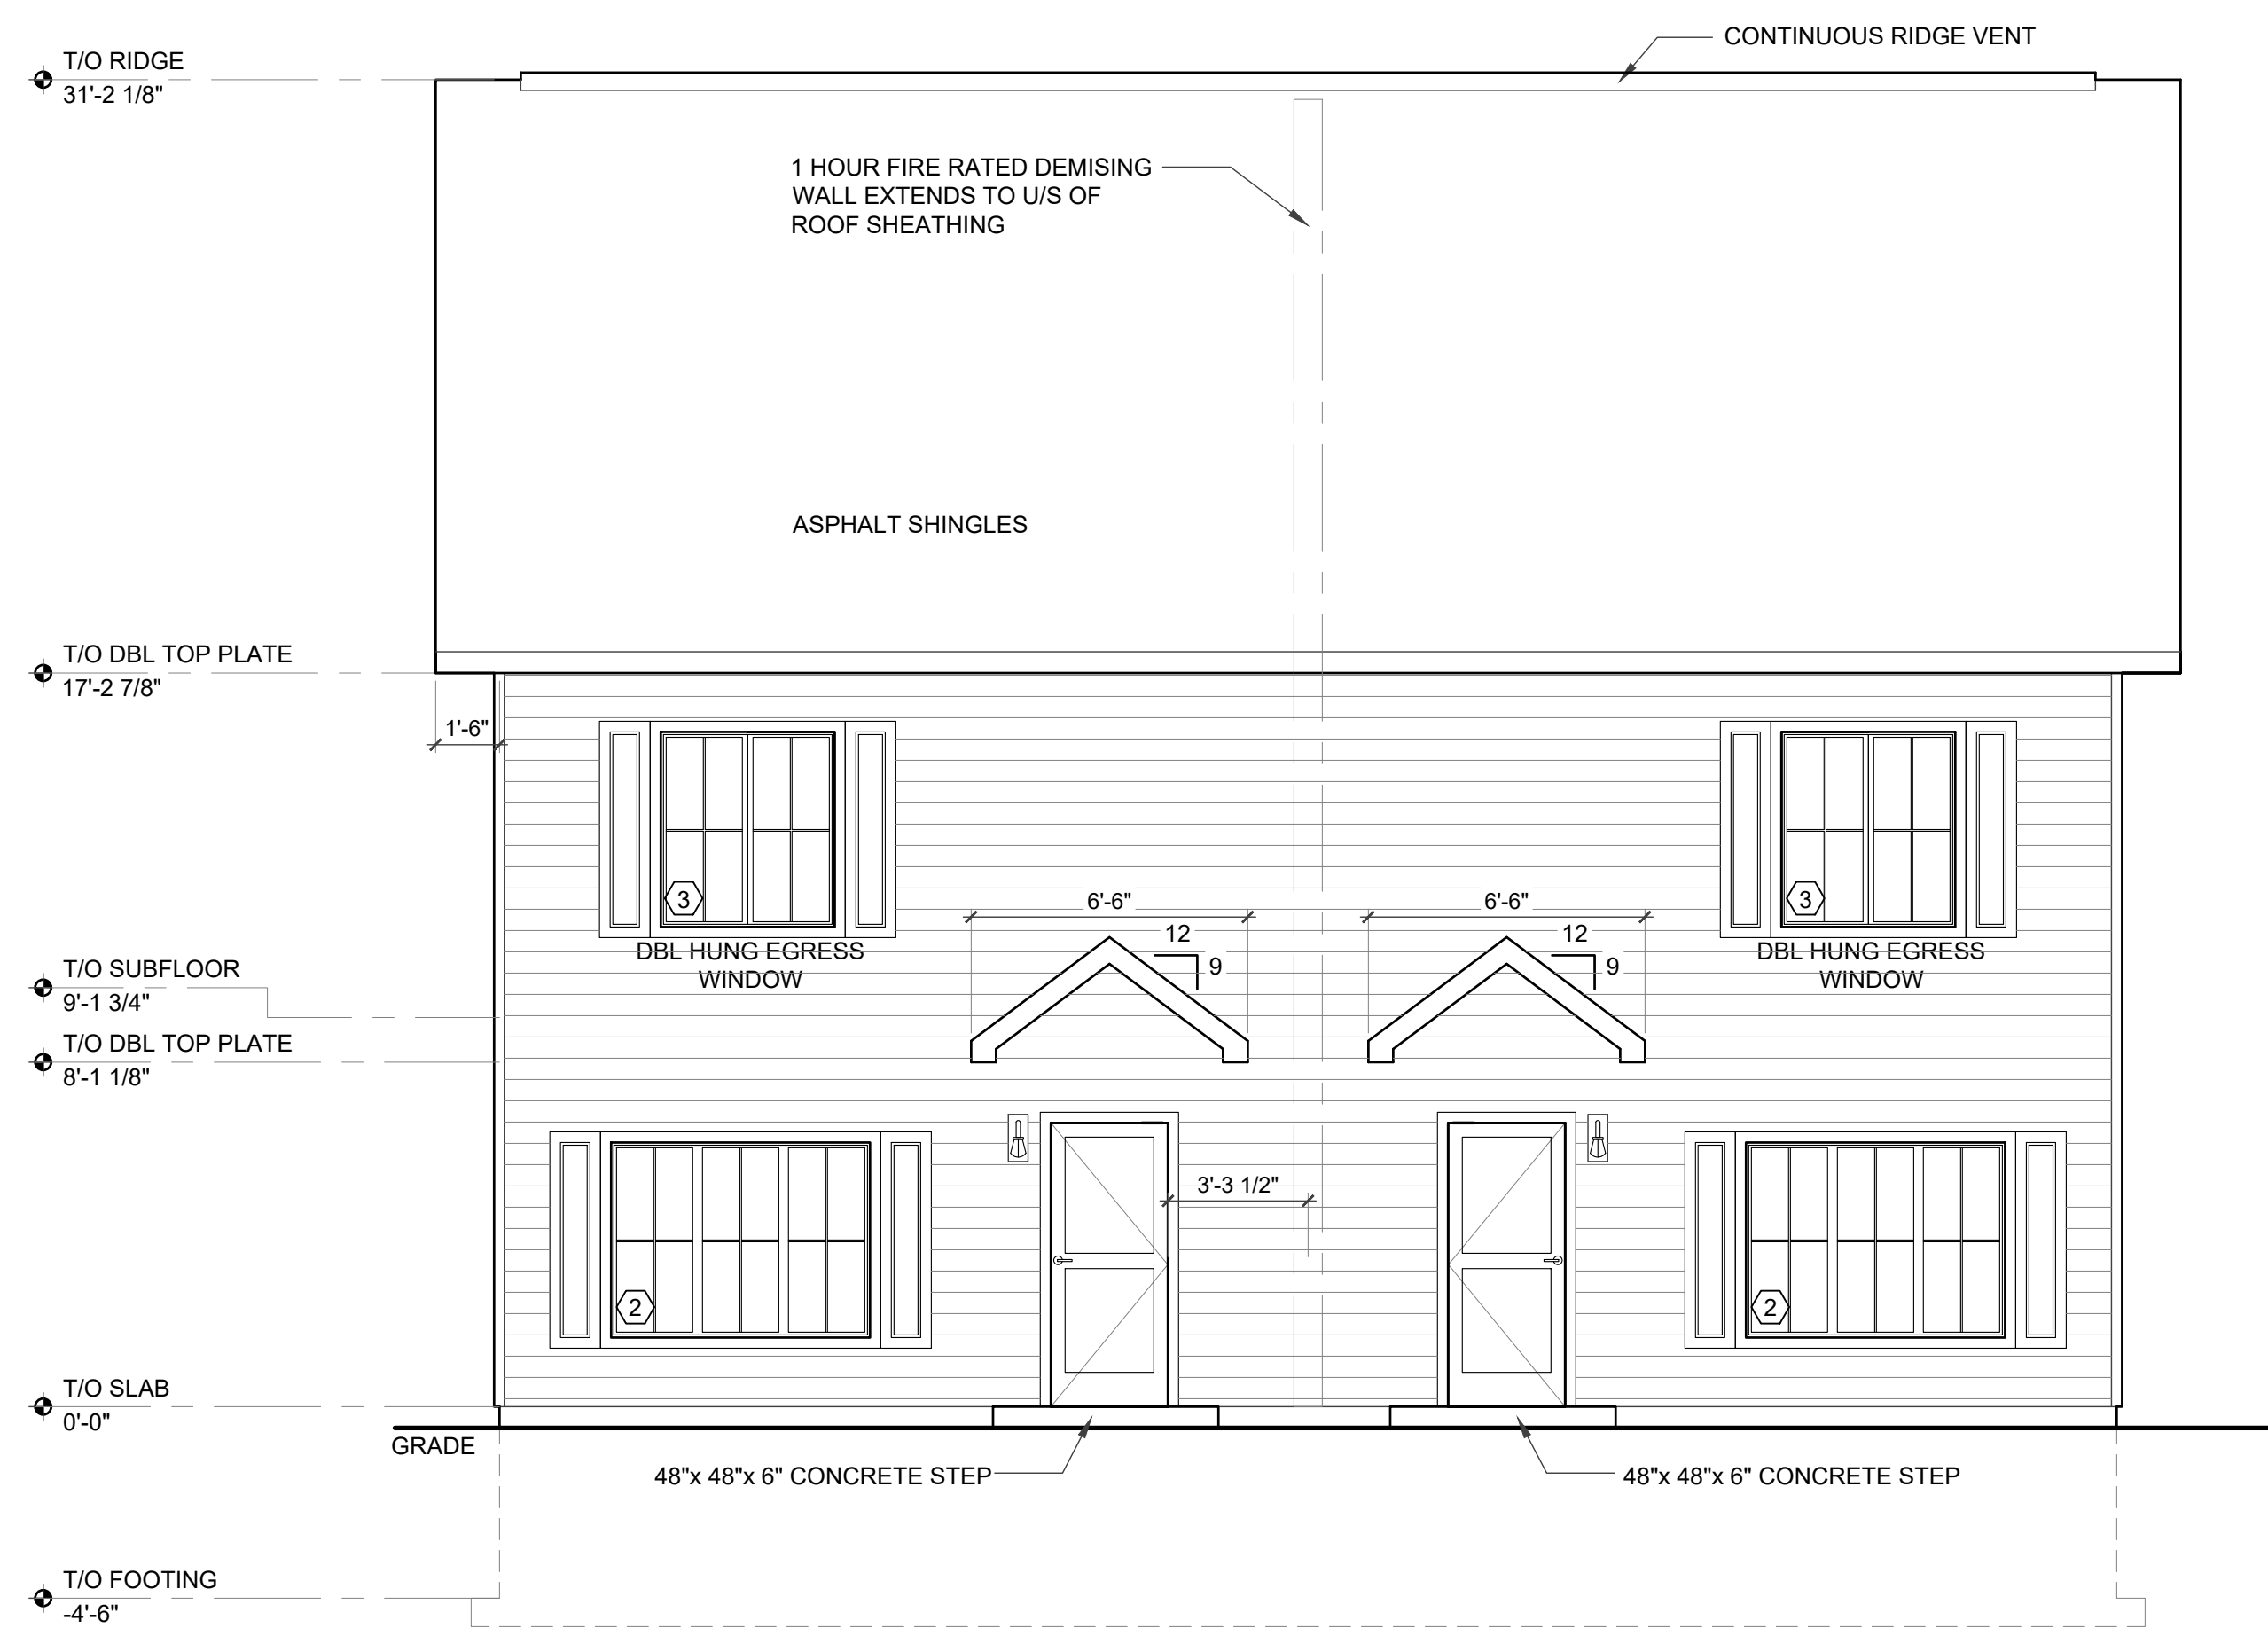 CONTINUOUS RIDGE VENT
T/O RIDGE
31'-2 1/8"
1 HOUR FIRE RATED DEMISING
WALL EXTENDS TO U/S OF
ROOF SHEATHING
ASPHALT SHINGLES
T/O DBL TOP PLATE
17'-2 7/8"
1'-6"
3
3
6'-6"
6'-6"
12
9
12
9
DBL HUNG EGRESS
WINDOW
DBL HUNG EGRESS
WINDOW
T/O SUBFLOOR
9'-1 3/4"
T/O DBL TOP PLATE
8'-1 1/8"
3'-3 1/2"
2
2
T/O SLAB
0'-0"
GRADE
48"x 48"x 6" CONCRETE STEP
48"x 48"x 6" CONCRETE STEP
T/O FOOTING
-4'-6"